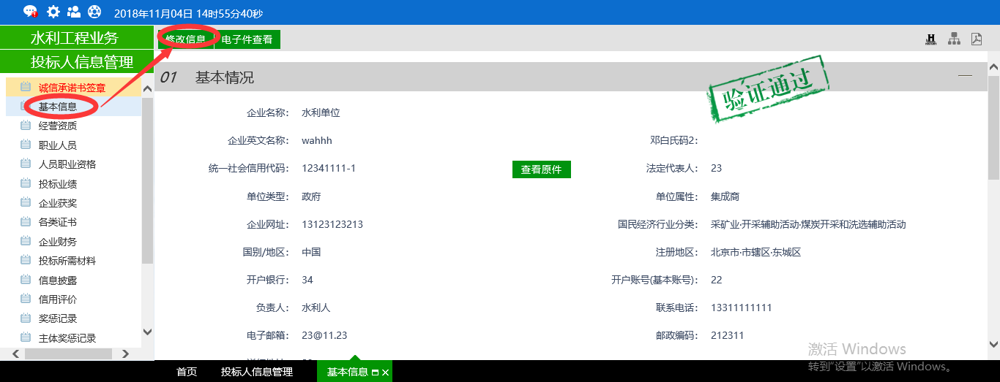 2018年11月04日 14时55分40秒
水利工程业务
投标人信息管理
诚信承诺书签章
基本信息
经营资质
职业人员
人员职业资格
投标业绩
企业获奖
各类证书
企业财务
投标所需材料
信息披露
信用评价
奖惩记录
主体奖惩记录
修改信息 电子件查看
01 基本情况
验证通过
企业名称: 水利单位
企业英文名称: wahhh 邓白氏码2:
统一社会信用代码: 12341111-1 查看原件 法定代表人: 23
单位类型: 政府 单位属性: 集成商
企业网址: 13123123213 国民经济行业分类: 采矿业·开采辅助活动·煤炭开采和洗选辅助活动
国别/地区: 中国 注册地区: 北京市·市辖区·东城区
开户银行: 34 开户账号(基本账号): 22
负责人: 水利人 联系电话: 13311111111
电子邮箱: 23@11.23 邮政编码: 212311
激活 Windows
转到"设置"以激活 Windows。
首页 投标人信息管理 基本信息